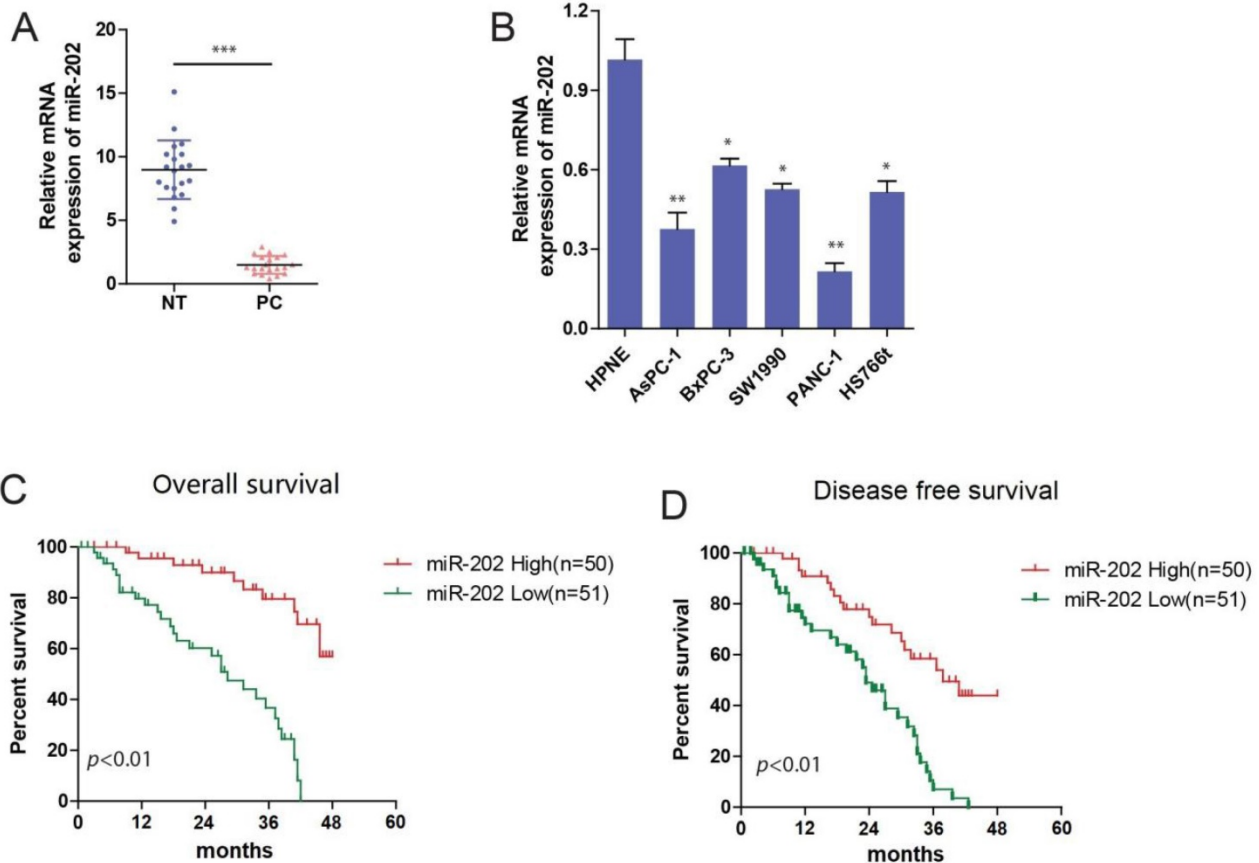 A
Relative mRNA
expression of miR-202
20
15
10
5
0
***
NT
PC
B
Relative mRNA
expression of miR-202
1.2
0.9
0.6
0.3
0.0
**
*
*
**
*
HPNE
AsPC-1
BxPC-3
SW1990
PANC-1
HS766t
C
Overall survival
Percent survival
100
80
60
40
20
0
miR-202 High(n=50)
miR-202 Low(n=51)
p<0.01
0
12
24
36
48
60
months
D
Disease free survival
Percent survival
100
80
60
40
20
0
miR-202 High(n=50)
miR-202 Low(n=51)
p<0.01
0
12
24
36
48
60
months